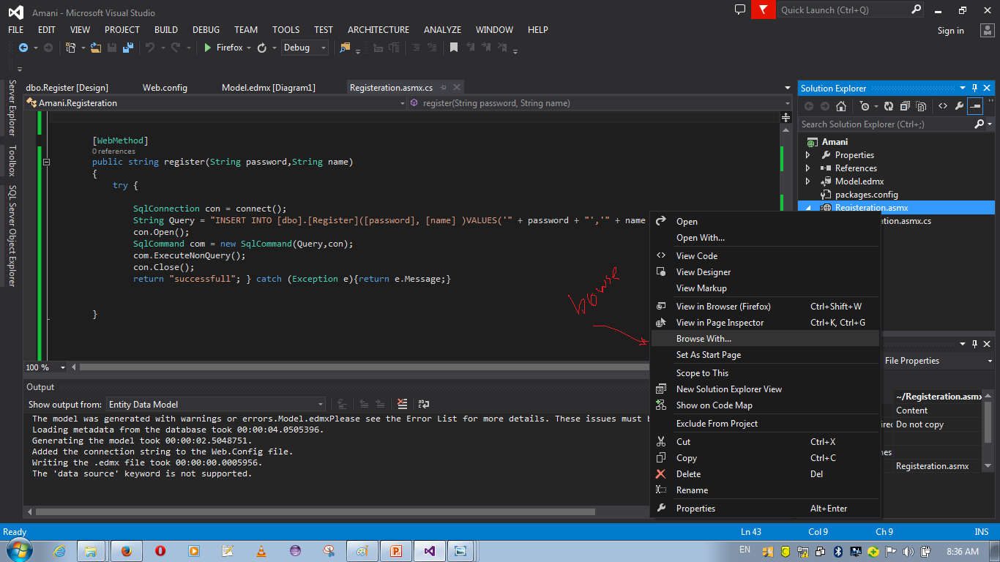 Amani - Microsoft Visual Studio
Quick Launch (Ctrl+Q)
FILE EDIT VIEW PROJECT BUILD DEBUG TEAM TOOLS TEST ARCHITECTURE ANALYZE WINDOW HELP
Sign in
Firefox Debug
Server Explorer
Toolbox
SQL Server Object Explorer
dbo.Register [Design] Web.config Model.edmx [Diagram1] Registeration.asmx.cs
Amani.Registeration register(String password, String name)
[WebMethod]
0 references
public string register(String password,String name)
{
try {
SqlConnection con = connect();
String Query = "INSERT INTO [dbo].[Register]([password], [name] )VALUES('" + password + "','" + name
con.Open();
SqlCommand com = new SqlCommand(Query,con);
com.ExecuteNonQuery();
con.Close();
return "successfull"; } catch (Exception e){return e.Message;}
}
100 %
Output
Show output from: Entity Data Model
The model was generated with warnings or errors.Model.edmxPlease see the Error List for more details. These issues must b
Loading metadata from the database took 00:00:04.0505396.
Generating the model took 00:00:02.5048751.
Added the connection string to the Web.Config file.
Writing the .edmx file took 00:00:00.0005956.
The 'data source' keyword is not supported.
Solution Explorer
Search Solution Explorer (Ctrl+;)
Amani
Properties
References
Model.edmx
packages.config
Registeration.asmx
ration.asmx.cs
Open
Open With...
View Code
View Designer
View Markup
View in Browser (Firefox) Ctrl+Shift+W
View in Page Inspector Ctrl+K, Ctrl+G
Browse With...
Set As Start Page
Scope to This
New Solution Explorer View
Show on Code Map
Exclude From Project
Cut Ctrl+X
Copy Ctrl+C
Delete Del
Rename
Properties Alt+Enter
File Properties
~/Registeration.asmx
Content
Do not copy
Registeration.asmx
Ready Ln 43 Col 9 Ch 9 INS
EN 8:36 AM